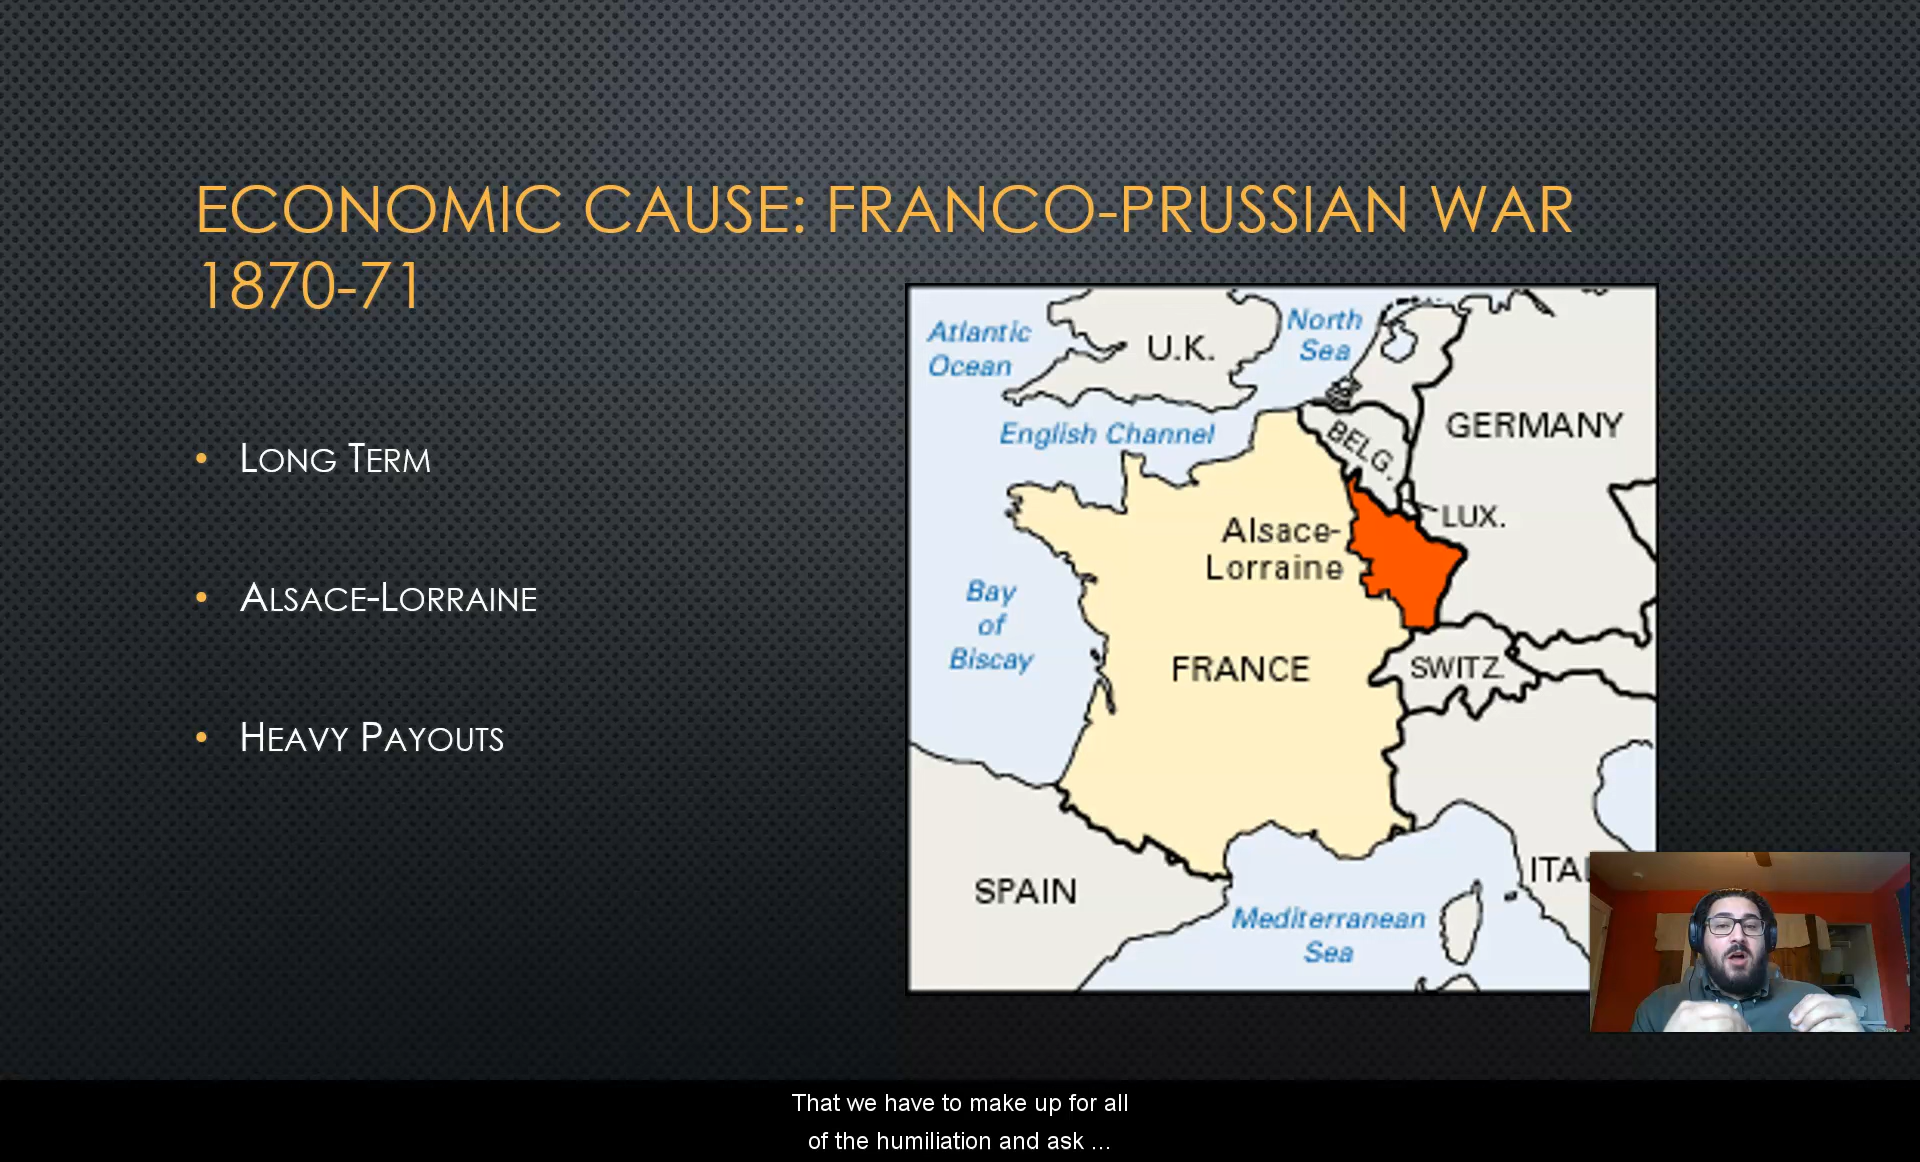 ECONOMIC CAUSE: FRANCO-PRUSSIAN WAR
1870-71
• LONG TERM
• ALSACE-LORRAINE
• HEAVY PAYOUTS
Atlantic
Ocean
U.K.
North
Sea
English Channel
BELG.
GERMANY
LUX.
Alsace-
Lorraine
Bay
of
Biscay
FRANCE
SWITZ.
SPAIN
ITAL
Mediterranean
Sea
That we have to make up for all
of the humiliation and ask ...